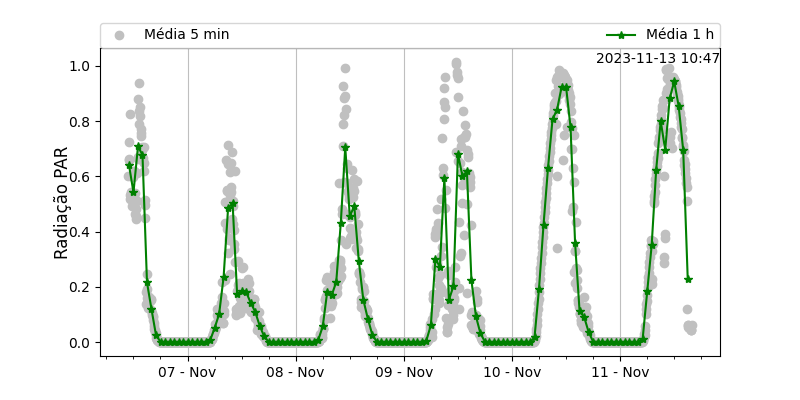 Média 5 min
Média 1 h
2023-11-13 10:47
Radiação PAR
1.0
0.8
0.6
0.4
0.2
0.0
07 - Nov
08 - Nov
09 - Nov
10 - Nov
11 - Nov